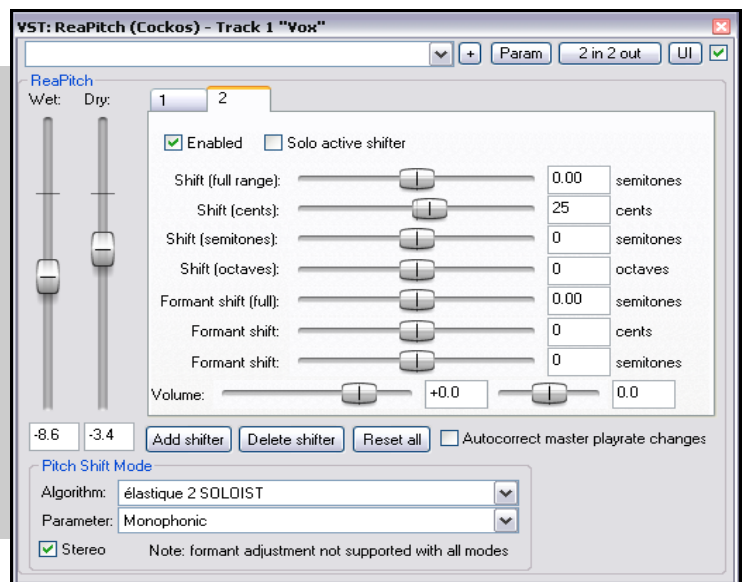 VST: ReaPitch (Cockos) - Track 1 "Vox"
+ Param 2 in 2 out UI
ReaPitch
Wet: Dry:
1 2
Enabled Solo active shifter
Shift (full range): 0.00 semitones
Shift (cents): 25 cents
Shift (semitones): 0 semitones
Shift (octaves): 0 octaves
Formant shift (full): 0.00 semitones
Formant shift: 0 cents
Formant shift: 0 semitones
Volume: +0.0 0.0
-8.6 -3.4 Add shifter Delete shifter Reset all Autocorrect master playrate changes
Pitch Shift Mode
Algorithm: élastique 2 SOLOIST
Parameter: Monophonic
Stereo Note: formant adjustment not supported with all modes